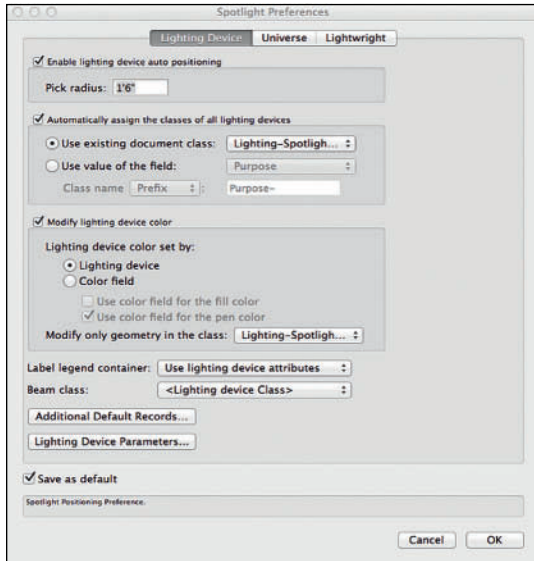 Spotlight Preferences
Lighting Device Universe Lightwright
Enable lighting device auto positioning
Pick radius: 1'6"
Automatically assign the classes of all lighting devices
Use existing document class: Lighting-Spotligh...
Use value of the field: Purpose
Class name Prefix : Purpose-
Modify lighting device color
Lighting device color set by:
Lighting device
Color field
Use color field for the fill color
Use color field for the pen color
Modify only geometry in the class: Lighting-Spotligh...
Label legend container: Use lighting device attributes
Beam class: <Lighting device Class>
Additional Default Records...
Lighting Device Parameters...
Save as default
Spotlight Positioning Preference.
Cancel OK